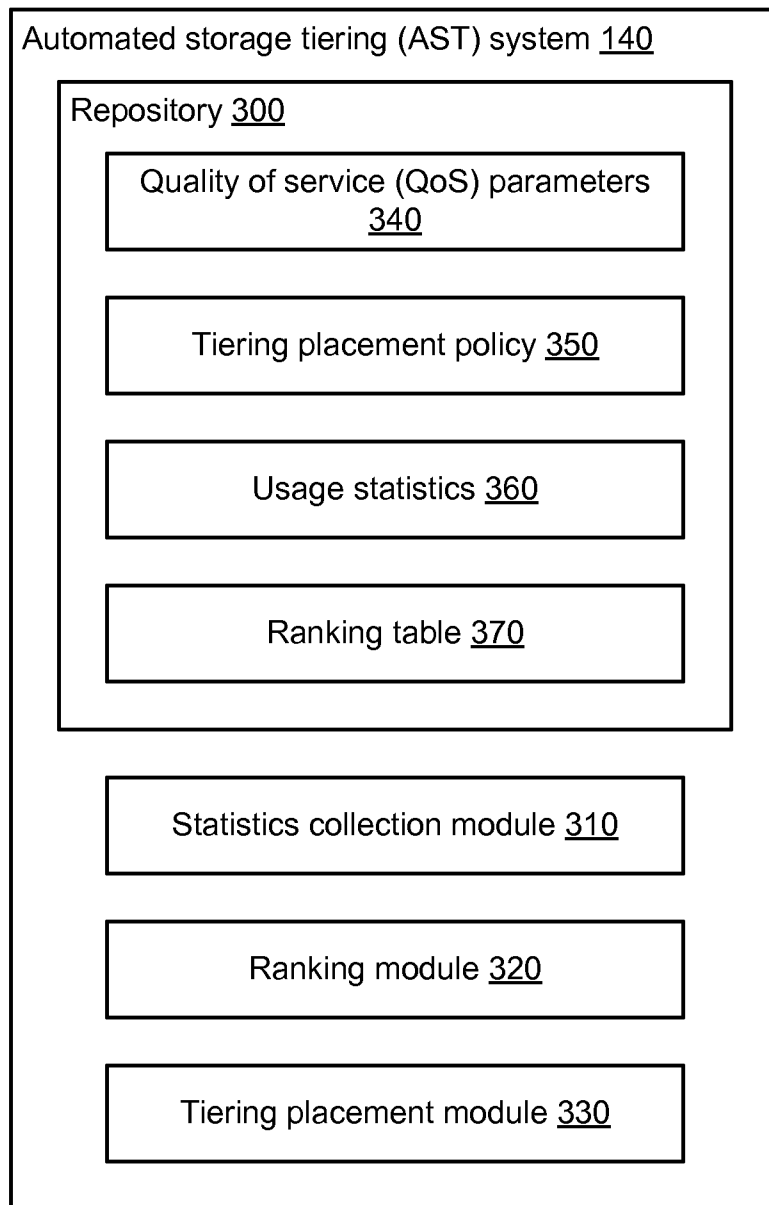 Automated storage tiering (AST) system 140
Repository 300
Quality of service (QoS) parameters
340
Tiering placement policy 350
Usage statistics 360
Ranking table 370
Statistics collection module 310
Ranking module 320
Tiering placement module 330